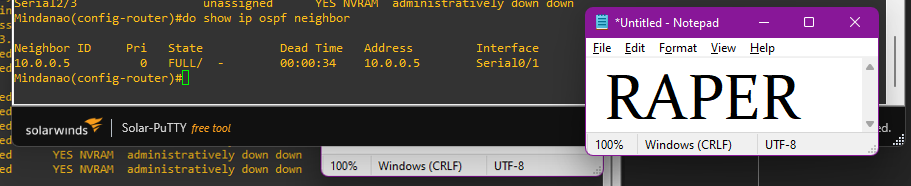 Serial2/3 unassigned YES NVRAM administratively down down
Mindanao(config-router)#do show ip ospf neighbor
Neighbor ID Pri State Dead Time Address Interface
10.0.0.5 0 FULL/ - 00:00:34 10.0.0.5 Serial0/1
Mindanao(config-router)#
solarwinds Solar-PuTTY free tool
ed.
ed YES NVRAM administratively down down
ed YES NVRAM administratively down down
100% Windows (CRLF) UTF-8
*Untitled - Notepad
File Edit Format View Help
RAPER
100% Windows (CRLF) UTF-8